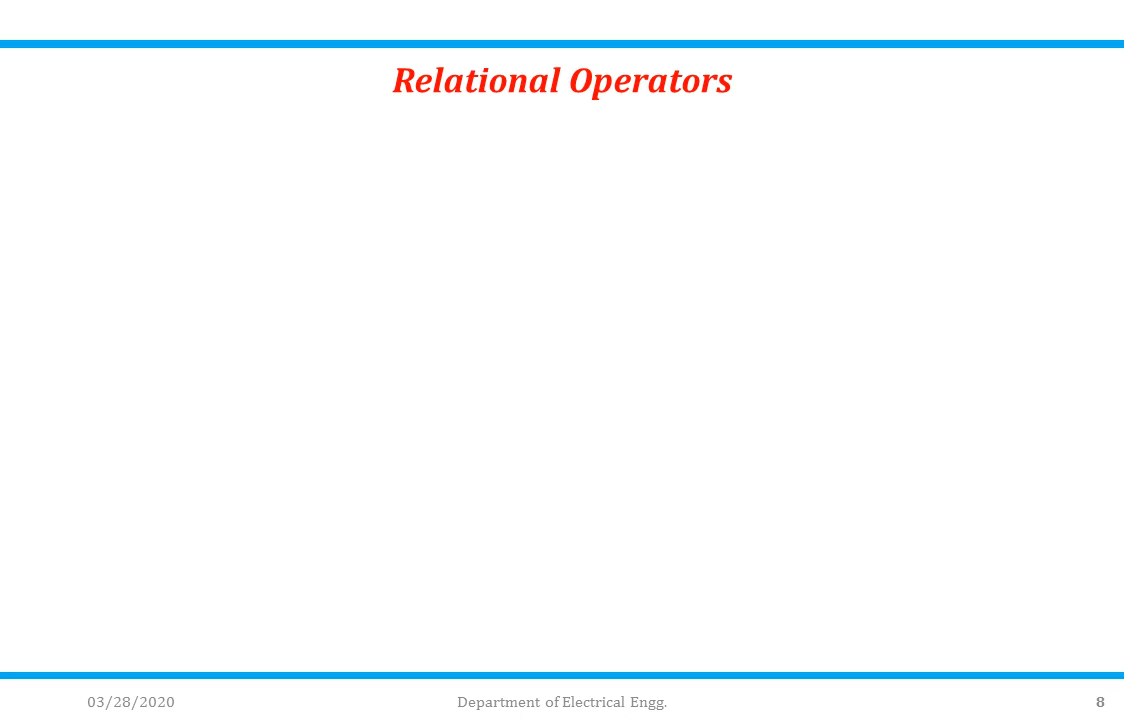 Relational Operators
03/28/2020 Department of Electrical Engg. 8